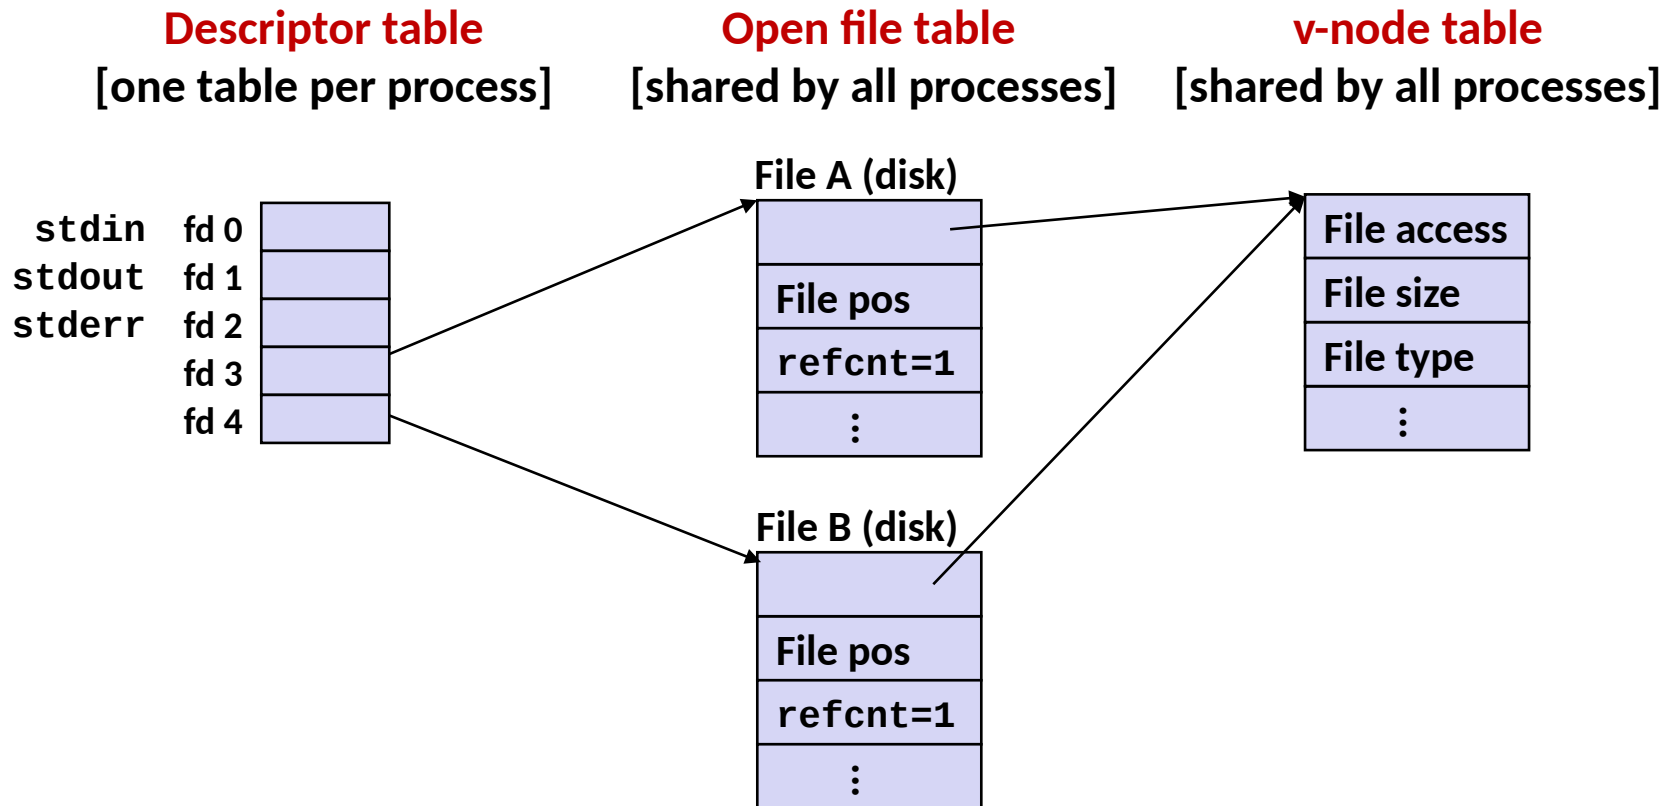 Descriptor table
[one table per process]
Open file table
[shared by all processes]
v-node table
[shared by all processes]
stdin fd 0
stdout fd 1
stderr fd 2
fd 3
fd 4
File A (disk)
File pos
refcnt=1
⋮
File B (disk)
File pos
refcnt=1
⋮
File access
File size
File type
⋮